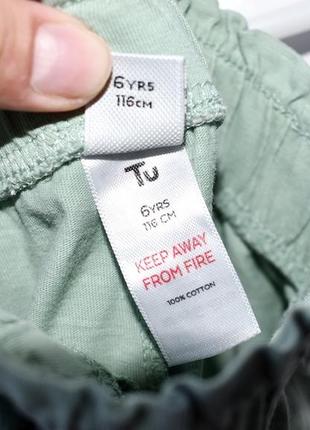 6YRS
116CM
Tu
6YRS
116 CM
KEEP AWAY
FROM FIRE
100% COTTON